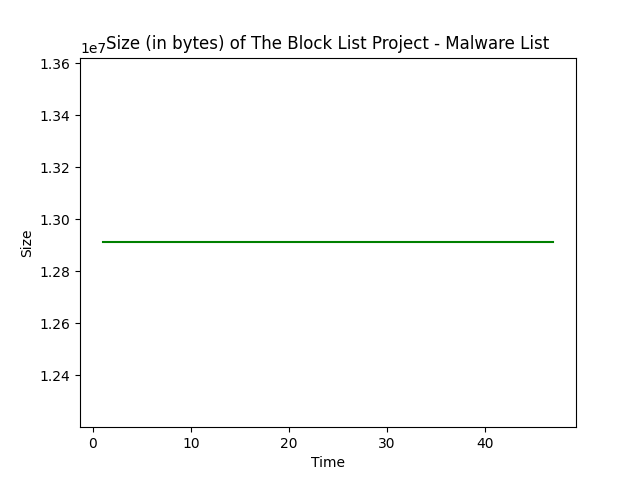 Size (in bytes) of The Block List Project - Malware List
1e7
1.36
1.34
1.32
1.30
1.28
1.26
1.24
Size
0 10 20 30 40
Time